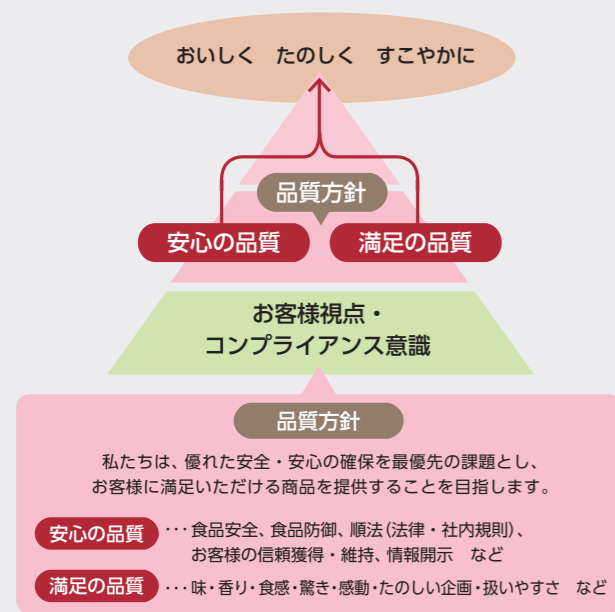 おいしく　たのしく　すこやかに
品質方針
安心の品質
満足の品質
お客様視点・
コンプライアンス意識
品質方針
私たちは、優れた安全・安心の確保を最優先の課題とし、
お客様に満足いただける商品を提供することを目指します。
安心の品質 ･･･食品安全、食品防御、順法(法律・社内規則)、
お客様の信頼獲得・維持、情報開示　など
満足の品質 ･･･味・香り・食感・驚き・感動・たのしい企画・扱いやすさ　など